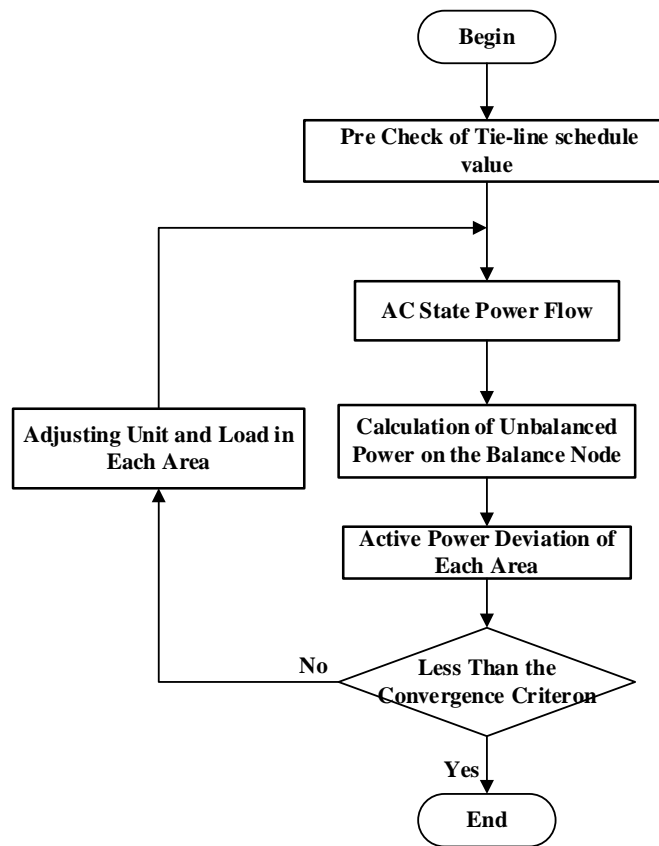 Begin
Pre Check of Tie-line schedule
value
AC State Power Flow
Adjusting Unit and Load in
Each Area
Calculation of Unbalanced
Power on the Balance Node
Active Power Deviation of
Each Area
No
Less Than the
Convergence Criteron
Yes
End